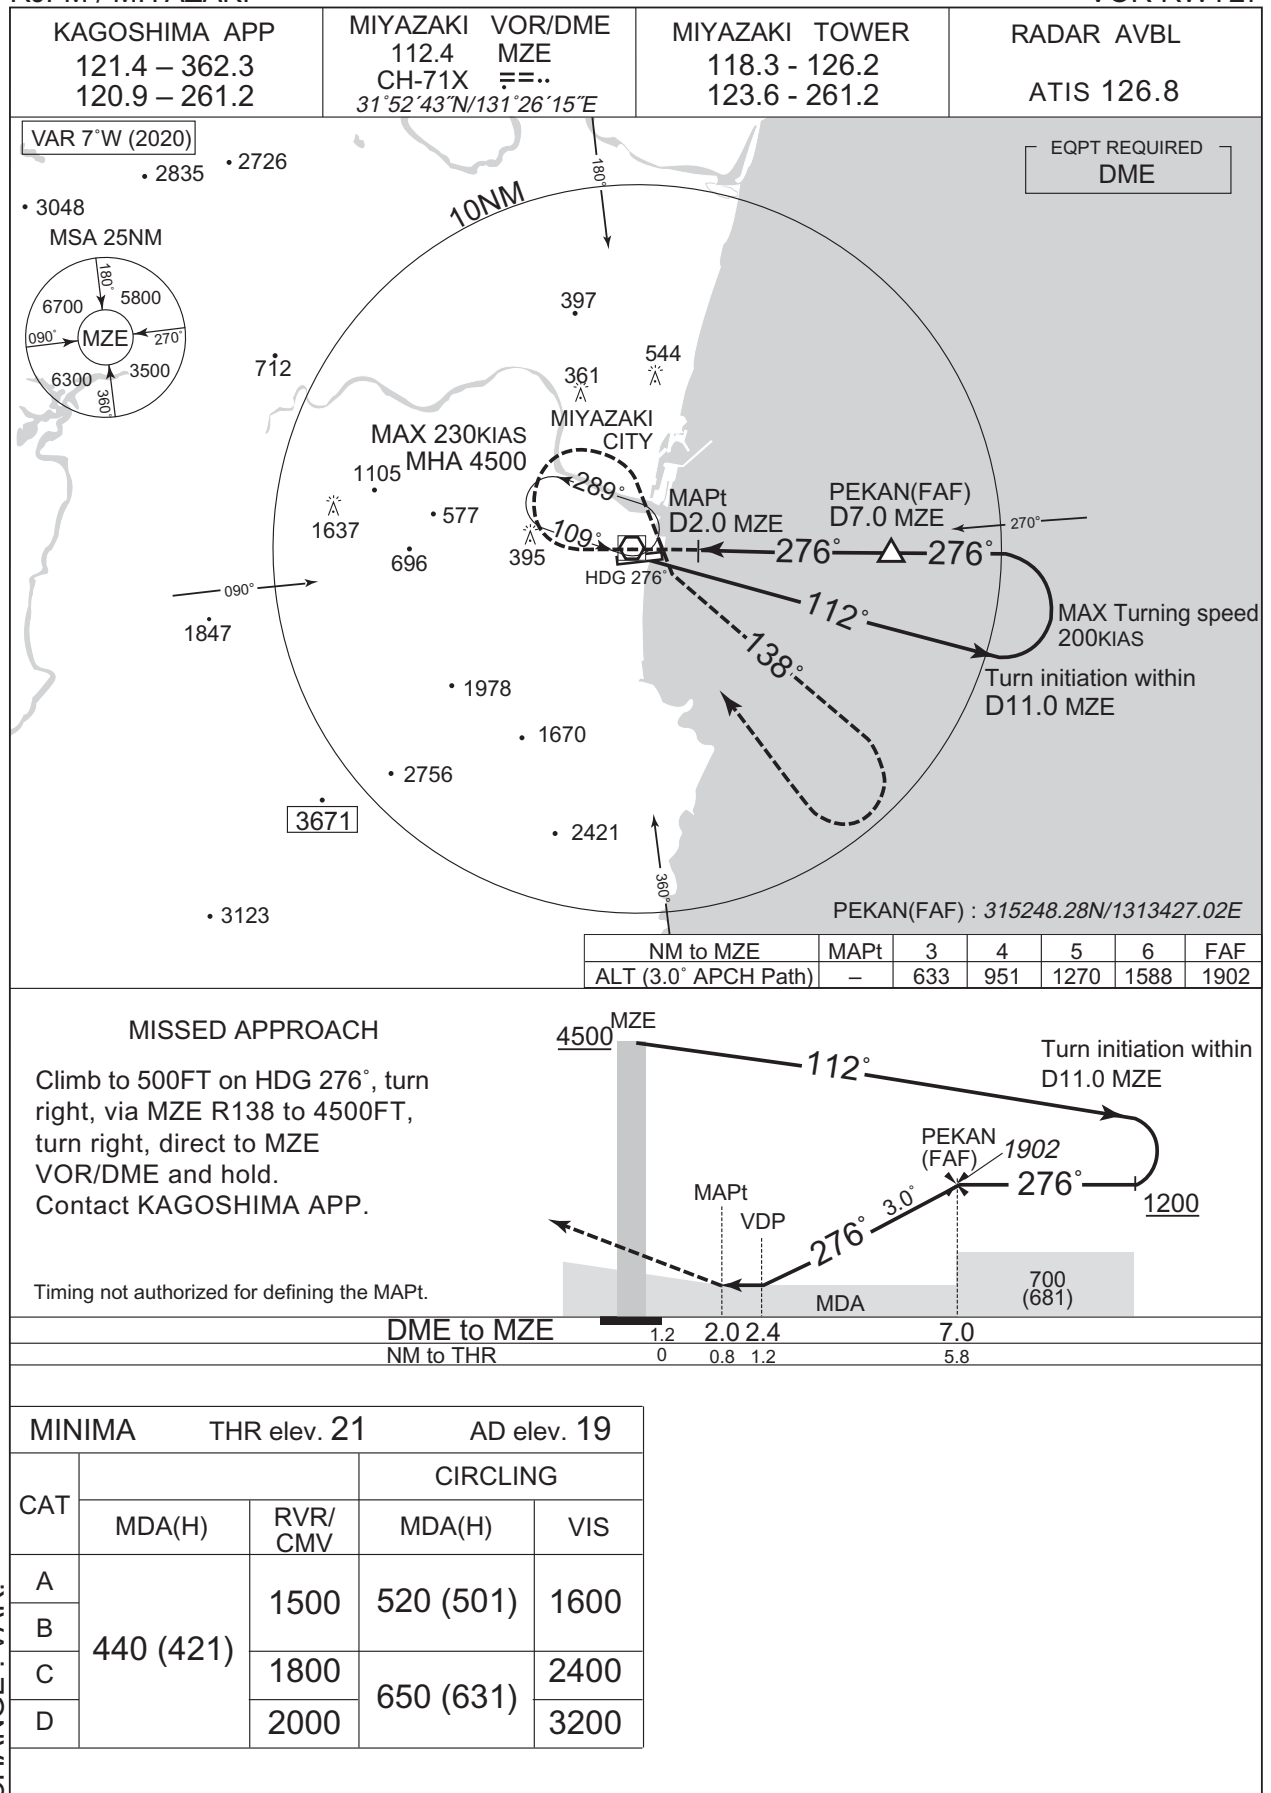 KAGOSHIMA APP
121.4 – 362.3
120.9 – 261.2
MIYAZAKI VOR/DME
112.4 MZE
CH-71X
31°52´43˝N/131°26´15˝E
MIYAZAKI TOWER
118.3 - 126.2
123.6 - 261.2
RADAR AVBL
ATIS 126.8
VAR 7°W (2020)
EQPT REQUIRED
DME
2835
2726
3048
MSA 25NM
180°
6700
5800
090°
MZE
270°
6300
3500
360°
10NM
180°
397
712
544
361
MIYAZAKI
CITY
MAX 230KIAS
MHA 4500
1105
289°
1637
577
109°
395
696
MAPt
D2.0 MZE
PEKAN(FAF)
D7.0 MZE
270°
276°
276°
HDG 276°
090°
1847
112°
MAX Turning speed
200KIAS
138°
Turn initiation within
D11.0 MZE
1978
1670
2756
3671
2421
360°
3123
PEKAN(FAF) : 315248.28N/1313427.02E
NM to MZE MAPt 3 4 5 6 FAF
ALT (3.0° APCH Path) – 633 951 1270 1588 1902
MISSED APPROACH
Climb to 500FT on HDG 276°, turn
right, via MZE R138 to 4500FT,
turn right, direct to MZE
VOR/DME and hold.
Contact KAGOSHIMA APP.
Timing not authorized for defining the MAPt.
MZE
4500
112°
Turn initiation within
D11.0 MZE
PEKAN
(FAF)
1902
276°
1200
MAPt
VDP
276°
3.0°
MDA
700
(681)
DME to MZE 1.2 2.0 2.4 7.0
NM to THR 0 0.8 1.2 5.8
MINIMA THR elev. 21 AD elev. 19
CAT
CIRCLING
MDA(H)
RVR/
CMV
MDA(H)
VIS
A
B
C
D
440 (421)
1500
1800
2000
520 (501)
650 (631)
1600
2400
3200